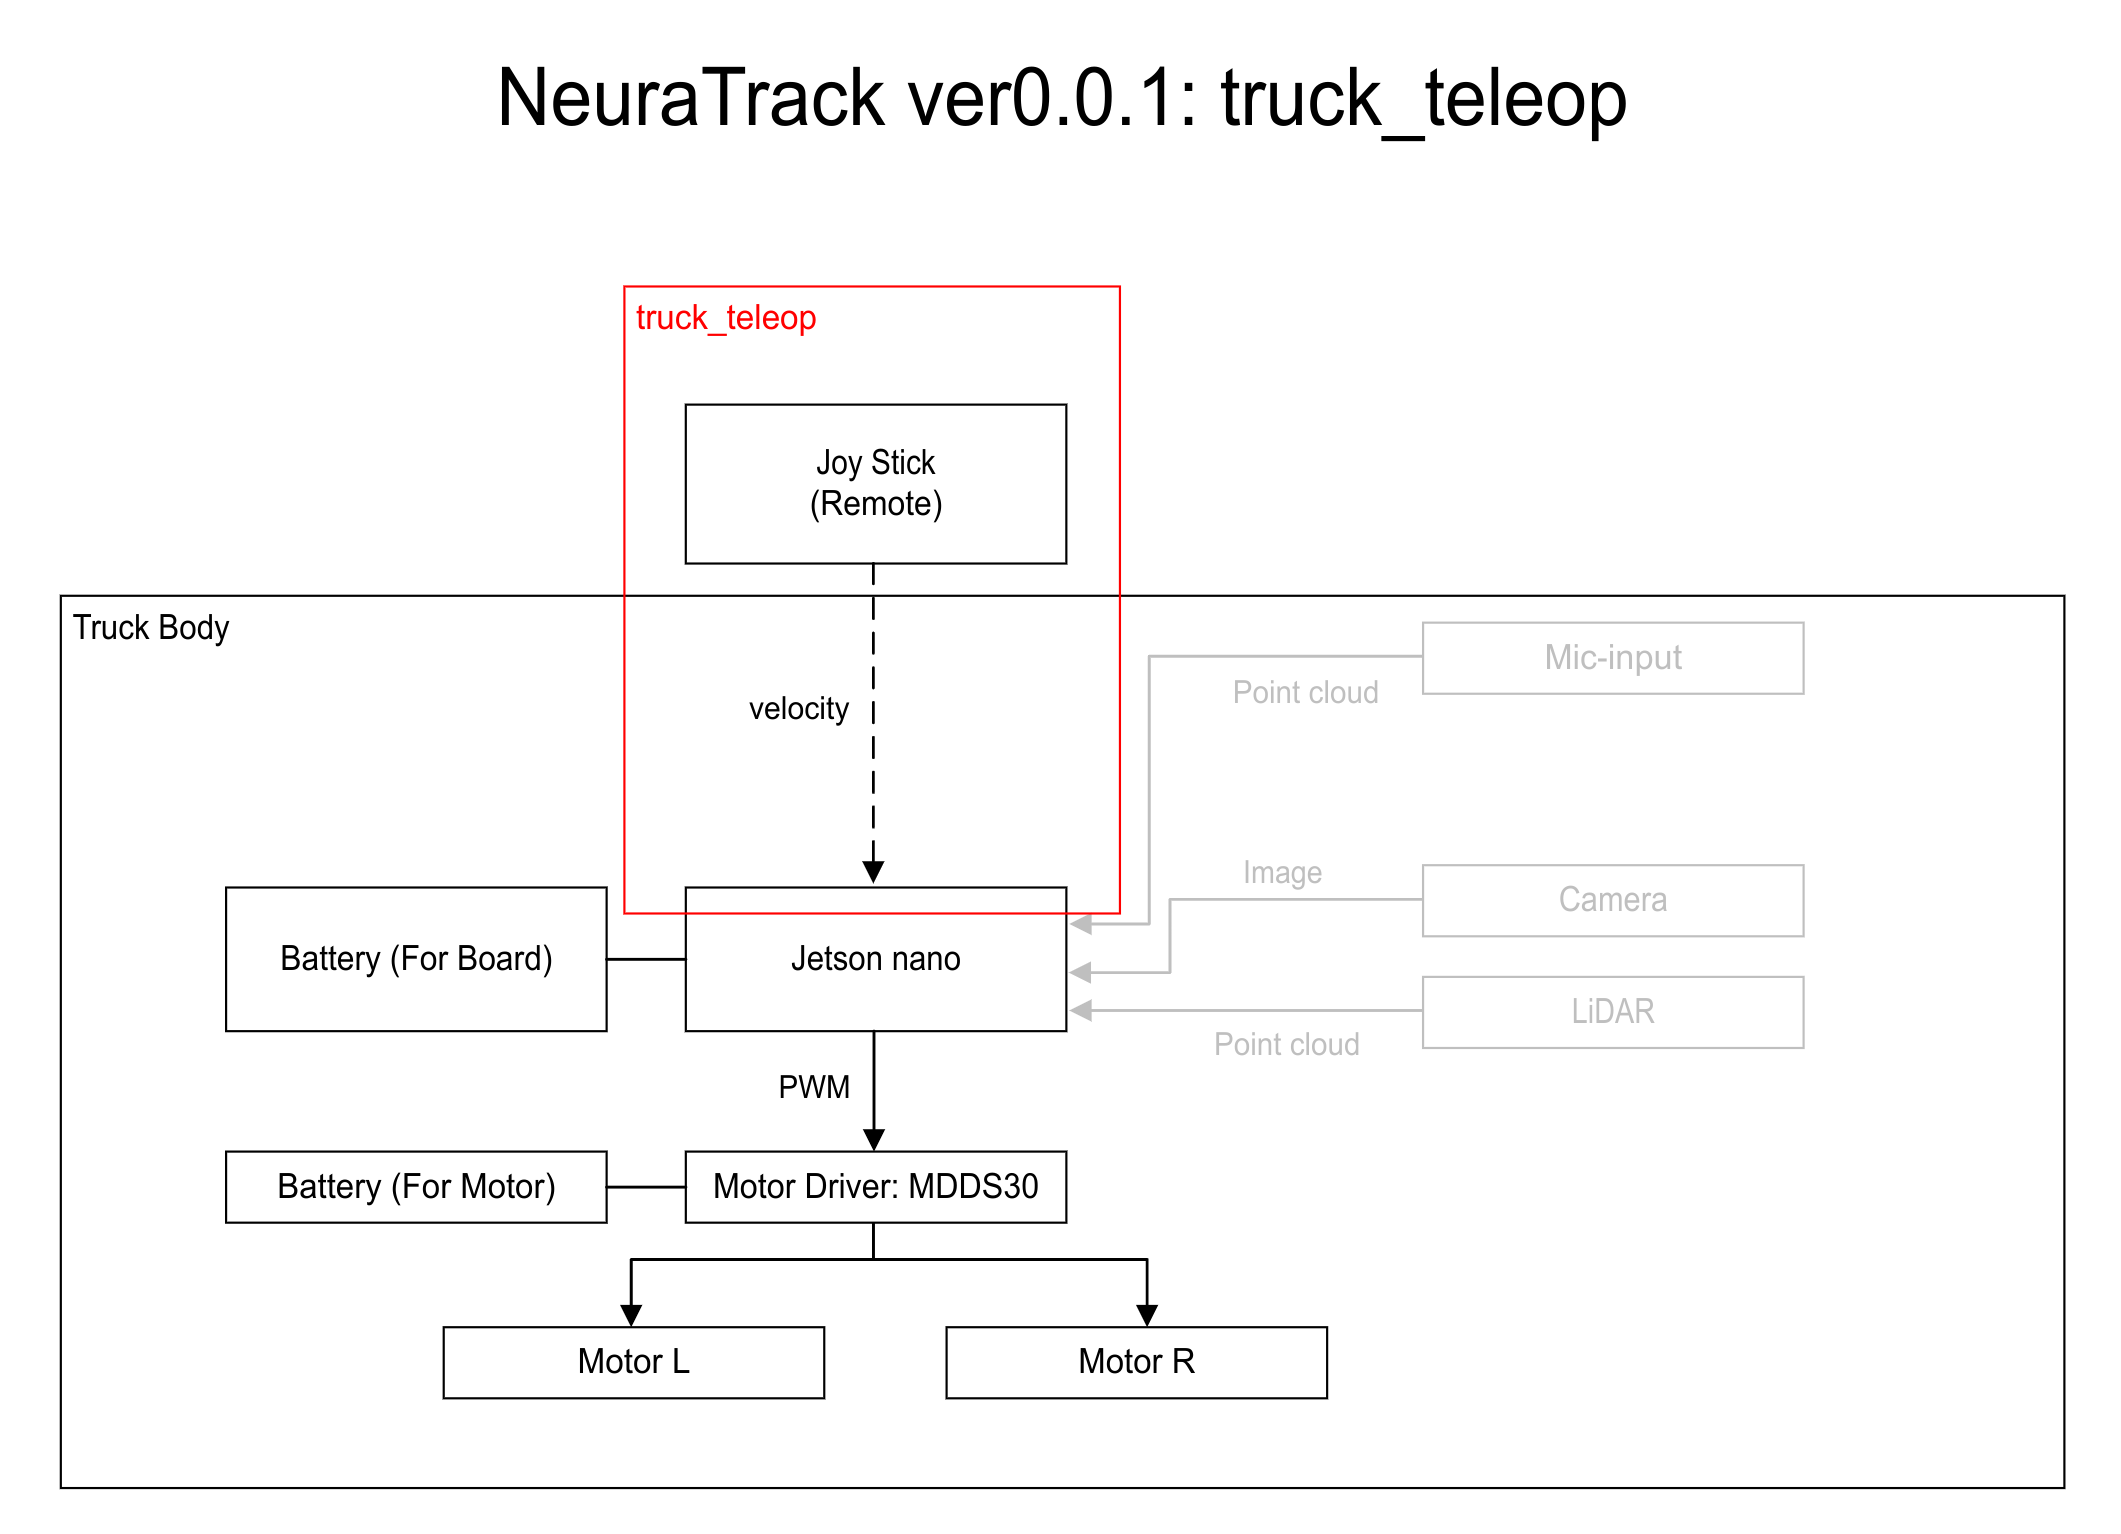 NeuraTrack ver0.0.1: truck_teleop
truck_teleop
Joy Stick
(Remote)
Truck Body
Mic-input
Point cloud
velocity
Image
Camera
Battery (For Board)
Jetson nano
LiDAR
Point cloud
PWM
Battery (For Motor)
Motor Driver: MDDS30
Motor L
Motor R